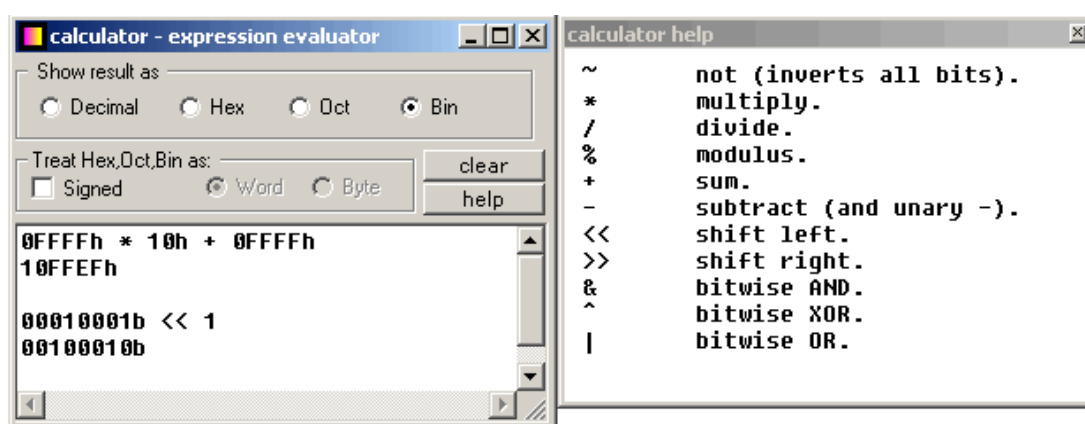 calculator - expression evaluator
Show result as
Decimal Hex Oct Bin
Treat Hex,Oct,Bin as:
Signed Word Byte
clear
help
0FFFFh * 10h + 0FFFFh
10FFEFh
00010001b << 1
00100010b
calculator help
~ not (inverts all bits).
* multiply.
/ divide.
% modulus.
+ sum.
- subtract (and unary -).
<< shift left.
>> shift right.
& bitwise AND.
^ bitwise XOR.
| bitwise OR.